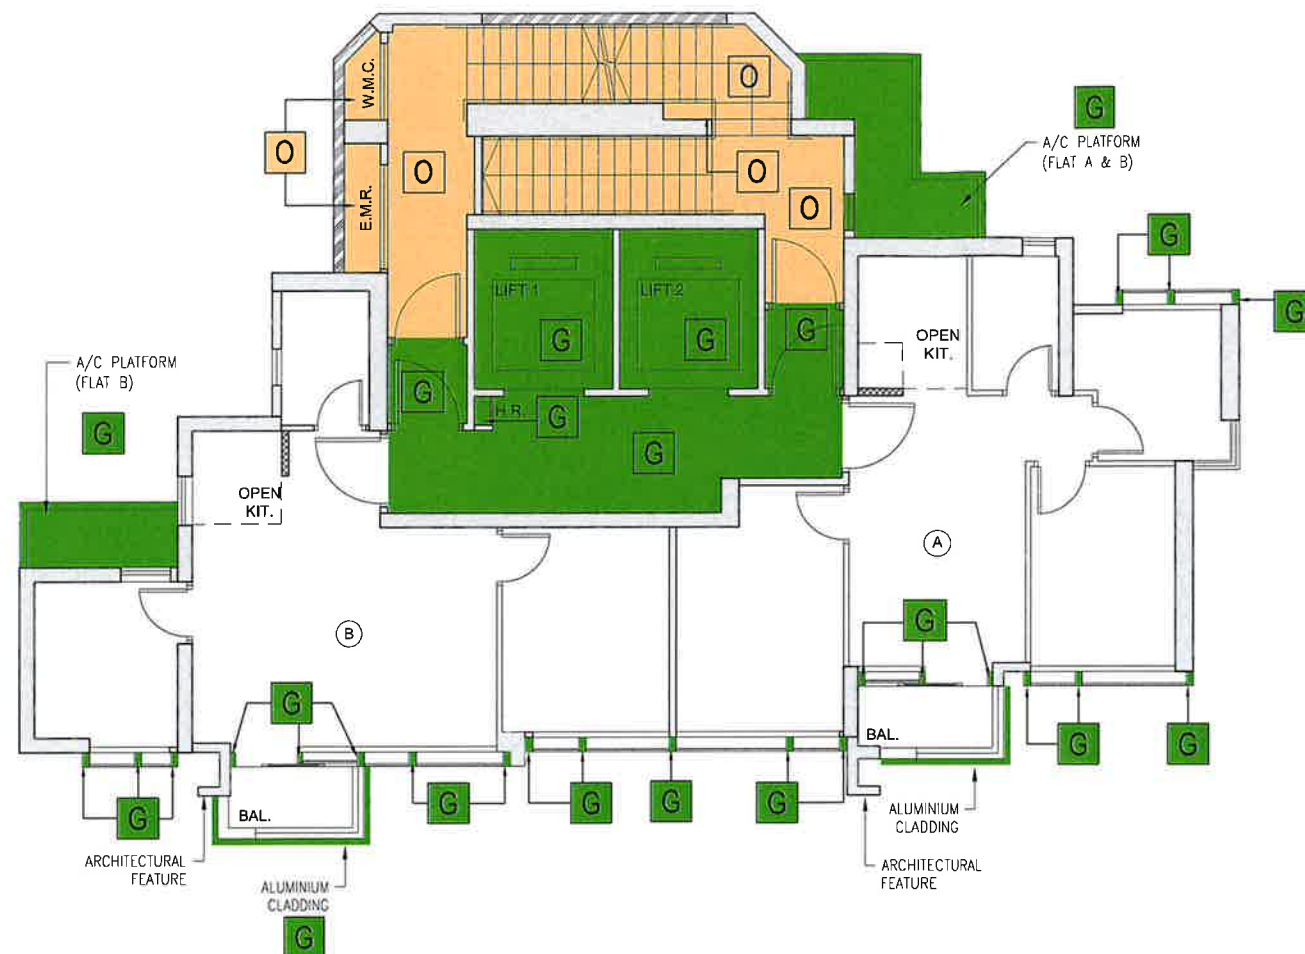 W.M.C.
O
G
A/C PLATFORM
(FLAT A & B)
O
O
O
E.M.R.
O
G
G
LIFT 1
LIFT 2
G
G
G
OPEN
KIT.
A/C PLATFORM
(FLAT B)
G
G
H.R.
G
G
OPEN
KIT.
A
B
G
G
BAL.
G
G
G
G
G
G
G
G
BAL.
ALUMINIUM
CLADDING
ARCHITECTURAL
FEATURE
ARCHITECTURAL
FEATURE
ALUMINIUM
CLADDING
G